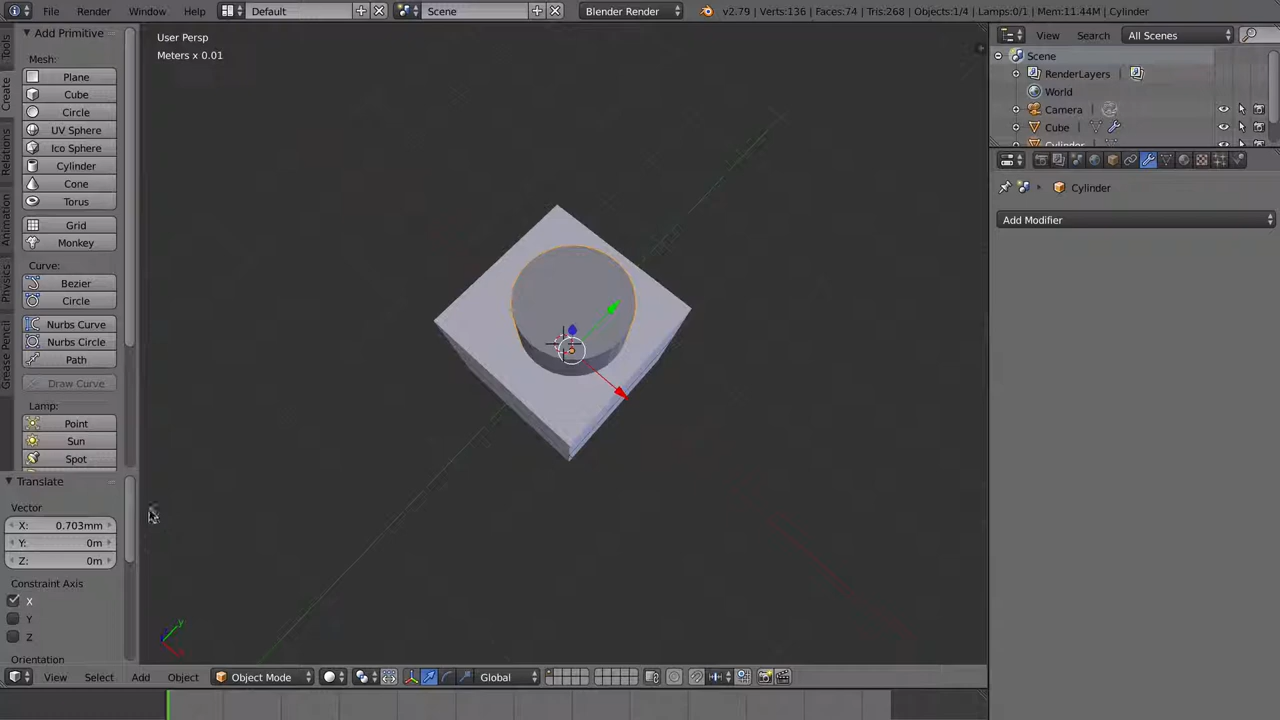 File Render Window Help Default Scene Blender Render v2.79 | Verts:136 | Faces:74 | Tris:268 | Objects:1/4 | Lamps:0/1 | Mem:11.44M | Cylinder
Add Primitive
Mesh:
Plane
Cube
Circle
UV Sphere
Ico Sphere
Cylinder
Cone
Torus
Grid
Monkey
Curve:
Bezier
Circle
Nurbs Curve
Nurbs Circle
Path
Draw Curve
Lamp:
Point
Sun
Spot
Tools
Create
Relations
Animation
Physics
Grease Pencil
Translate
Vector
X: 0.703mm
Y: 0m
Z: 0m
Constraint Axis
X
Y
Z
Orientation
User Persp
Meters x 0.01
View Select Add Object Object Mode Global
View Search All Scenes
Scene
RenderLayers
World
Camera
Cube
Cylinder
Cylinder
Add Modifier